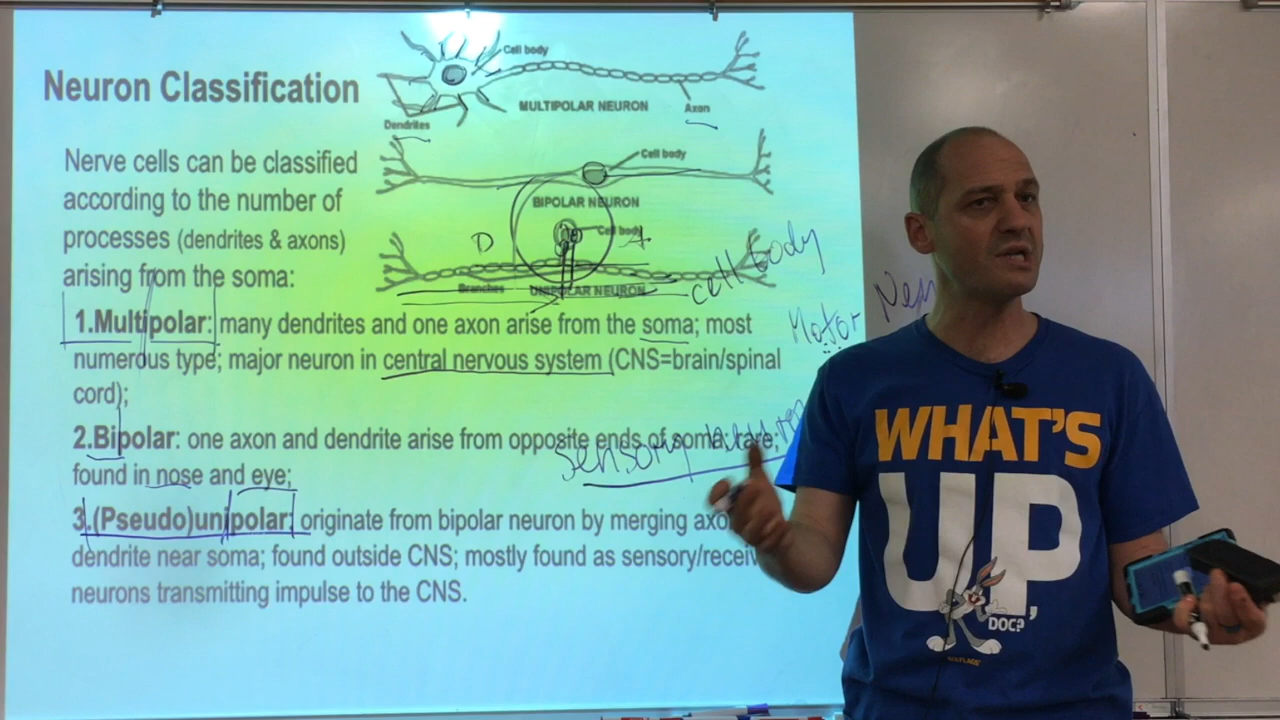 Neuron Classification
Nerve cells can be classified
according to the number of
processes (dendrites & axons)
arising from the soma:
1.Multipolar: many dendrites and one axon arise from the soma; most
numerous type; major neuron in central nervous system (CNS=brain/spinal
cord);
2.Bipolar: one axon and dendrite arise from opposite ends of soma; rare;
found in nose and eye;
3.(Pseudo)unipolar: originate from bipolar neuron by merging axo
dendrite near soma; found outside CNS; mostly found as sensory/receiv
neurons transmitting impulse to the CNS.
Cell body
MULTIPOLAR NEURON
Axon
Dendrites
Cell body
BIPOLAR NEURON
Cell body
D
A
Branches
UNIPOLAR NEURON
cell body
Motor
Neu
Sensory neuron
WHAT'S
UP,
DOC?